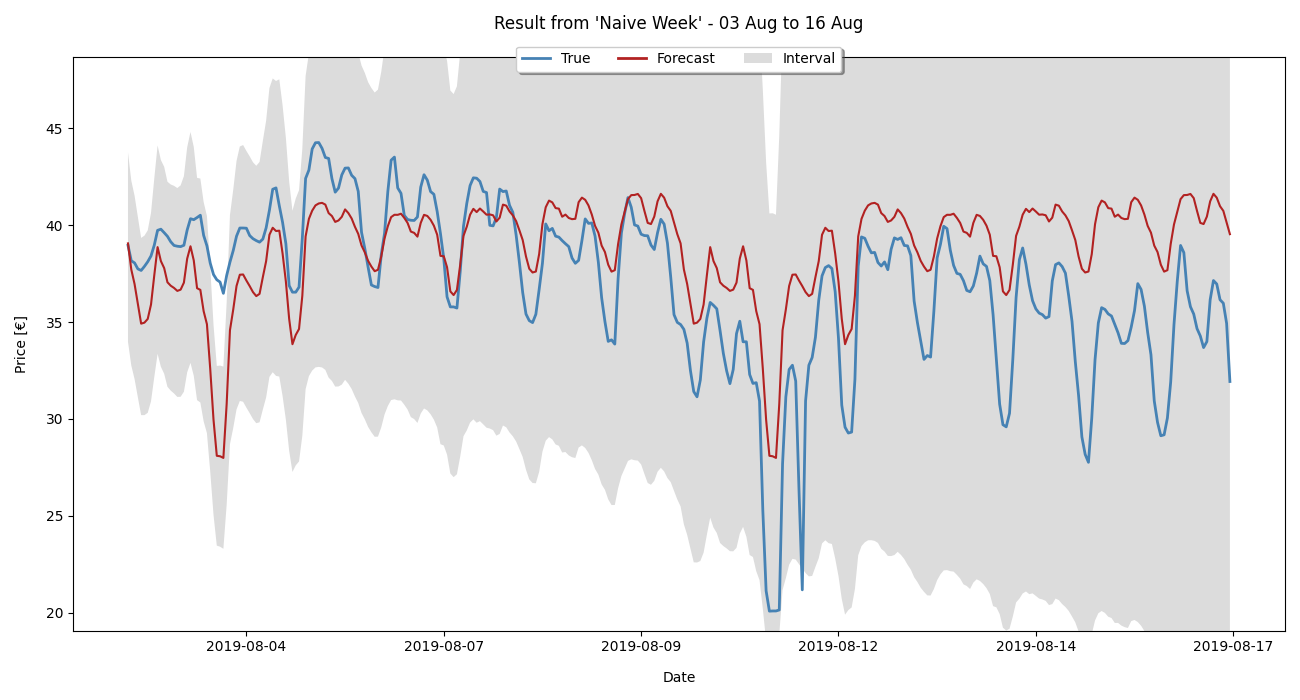 Result from 'Naive Week' - 03 Aug to 16 Aug
True Forecast Interval
45
40
35
30
25
20
Price [€]
2019-08-04 2019-08-07 2019-08-09 2019-08-12 2019-08-14 2019-08-17
Date